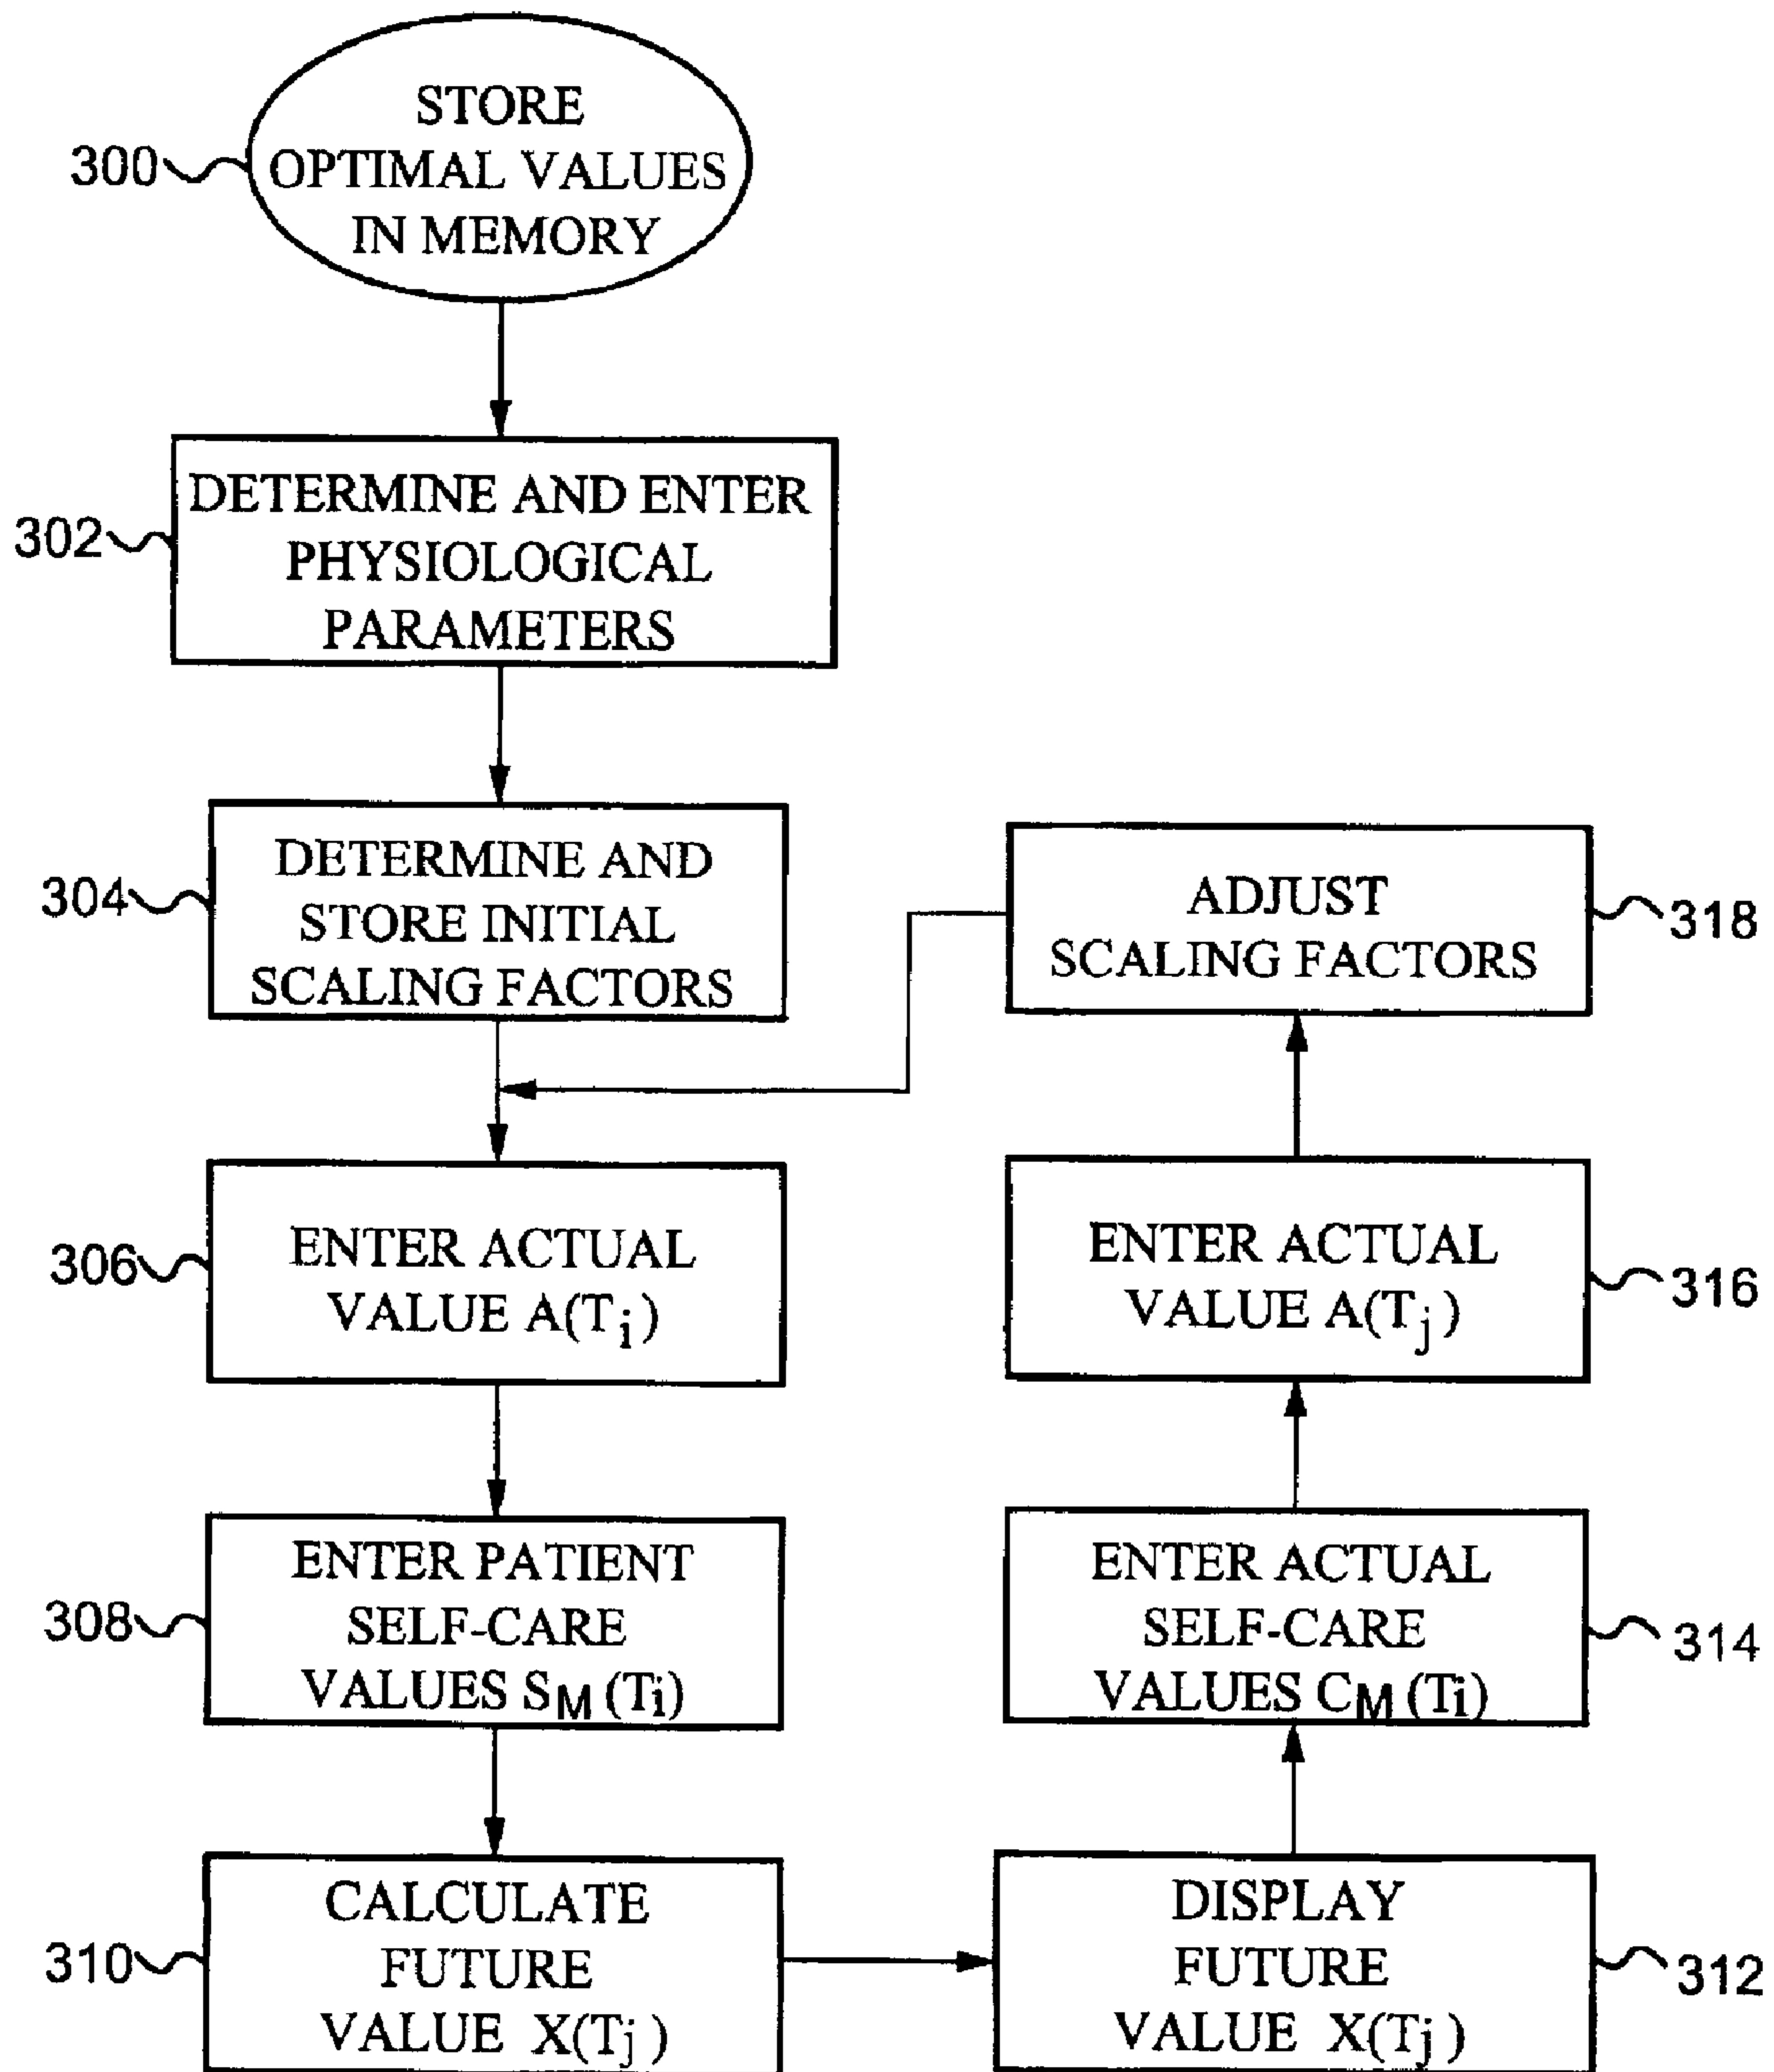 STORE
300
OPTIMAL VALUES
IN MEMORY
302
DETERMINE AND ENTER
PHYSIOLOGICAL
PARAMETERS
304
DETERMINE AND
STORE INITIAL
SCALING FACTORS
306
ENTER ACTUAL
VALUE A(Ti)
308
ENTER PATIENT
SELF-CARE
VALUES SM(Ti)
310
CALCULATE
FUTURE
VALUE X(Tj)
DISPLAY
FUTURE
VALUE X(Tj)
312
ENTER ACTUAL
SELF-CARE
VALUES CM(Ti)
314
ENTER ACTUAL
VALUE A(Tj)
316
ADJUST
SCALING FACTORS
318